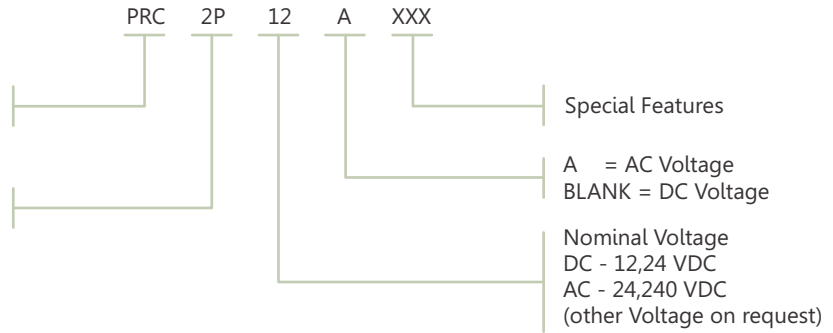 PRC 2P 12 A XXX
Special Features
A = AC Voltage
BLANK = DC Voltage
Nominal Voltage
DC - 12,24 VDC
AC - 24,240 VDC
(other Voltage on request)